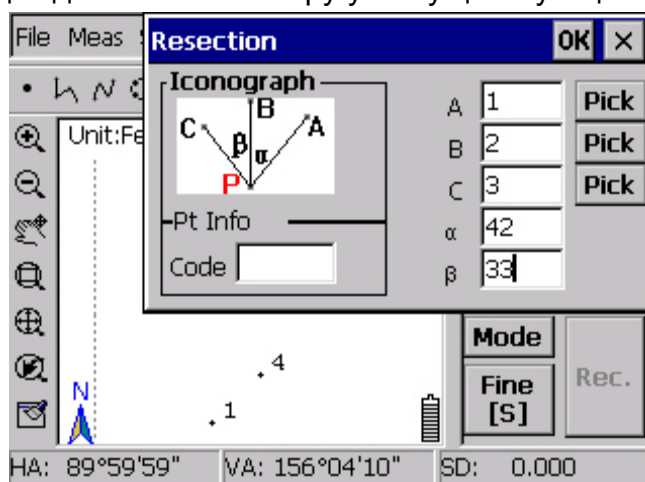 File Meas
Resection OK ×
Iconograph
C B A
β α
P
A 1 Pick
B 2 Pick
C 3 Pick
α 42
β 33
Pt Info
Code
Unit:Fe
Mode
Fine
[S]
Rec.
4
N
1
HA: 89°59'59" VA: 156°04'10" SD: 0.000